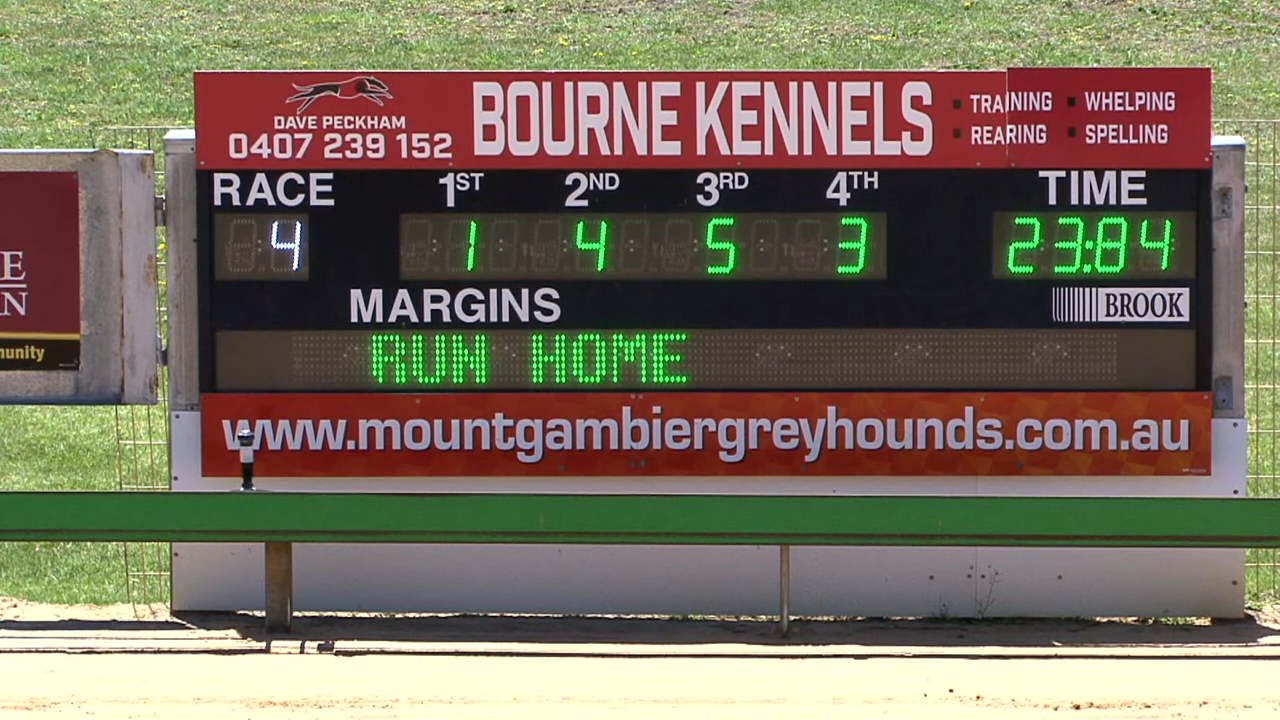 BOURNE KENNELS
DAVE PECKHAM
0407 239 152
TRAINING WHELPING
REARING SPELLING
RACE 1ST 2ND 3RD 4TH TIME
4 1 4 5 3 23:84
MARGINS
BROOK
RUN HOME
www.mountgambiergreyhounds.com.au
E
N
munity